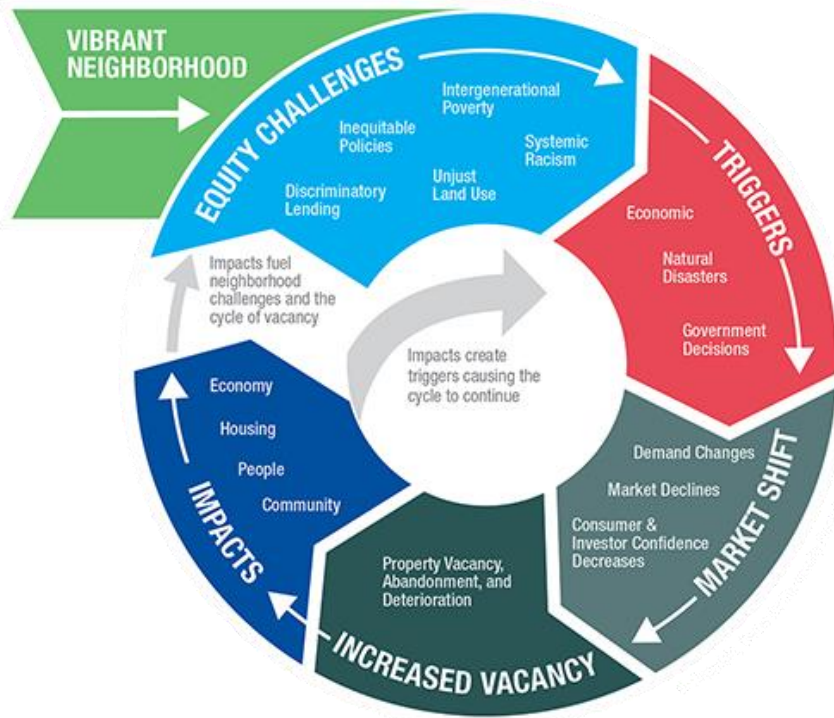 VIBRANT
NEIGHBORHOOD
EQUITY CHALLENGES
Intergenerational
Poverty
Inequitable
Policies
Systemic
Racism
Discriminatory
Lending
Unjust
Land Use
TRIGGERS
Economic
Natural
Disasters
Government
Decisions
MARKET SHIFT
Demand Changes
Market Declines
Consumer &
Investor Confidence
Decreases
INCREASED VACANCY
Property Vacancy,
Abandonment, and
Deterioration
IMPACTS
Economy
Housing
People
Community
Impacts fuel
neighborhood
challenges and the
cycle of vacancy
Impacts create
triggers causing the
cycle to continue